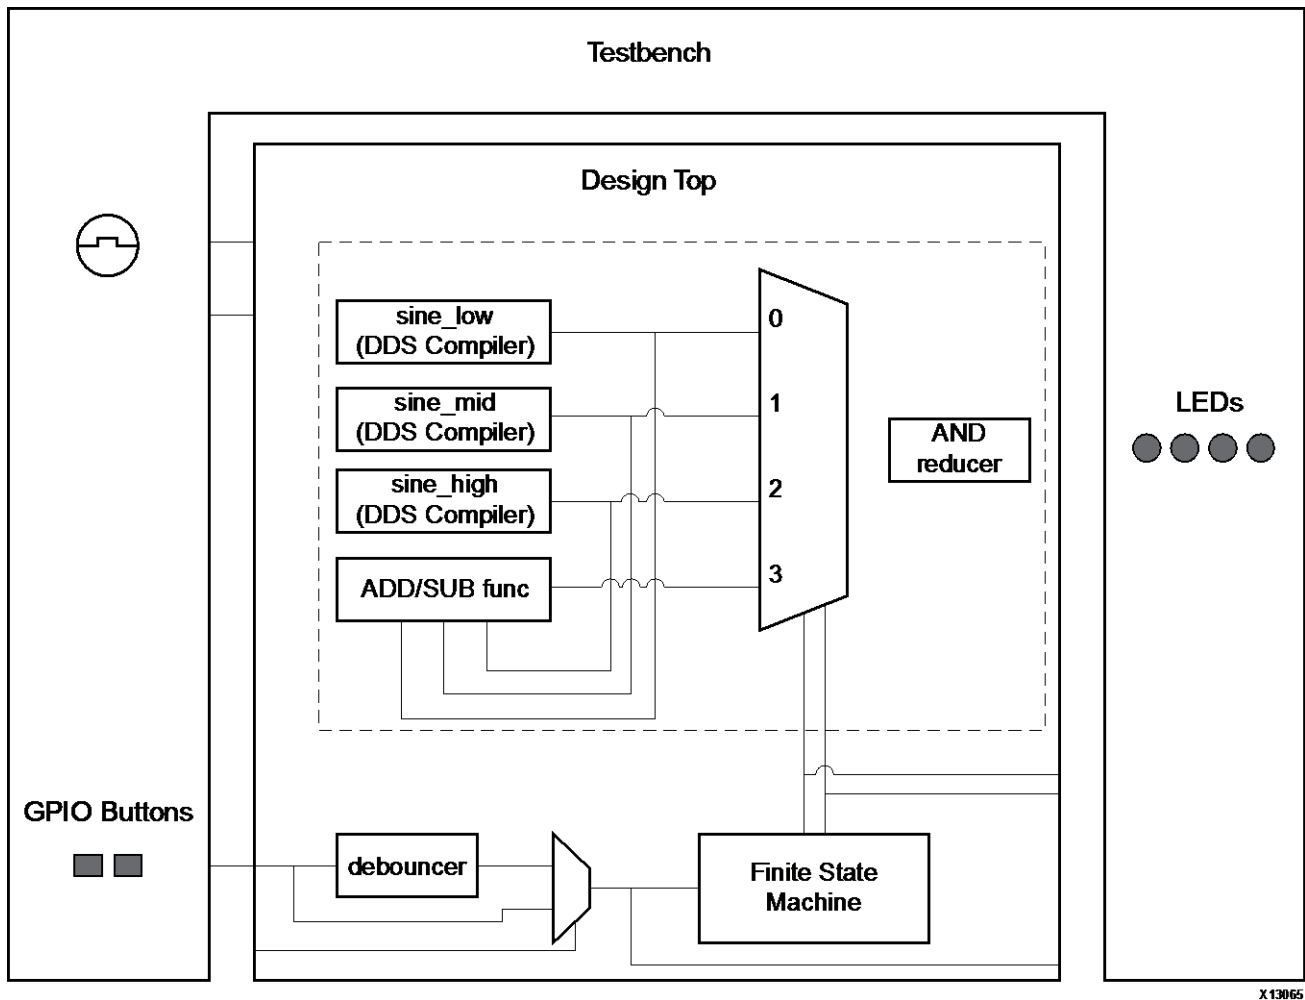 Testbench
Design Top
sine_low
(DDS Compiler)
0
sine_mid
(DDS Compiler)
1
LEDs
AND
reducer
sine_high
(DDS Compiler)
2
ADD/SUB func
3
GPIO Buttons
debouncer
Finite State
Machine
X13065